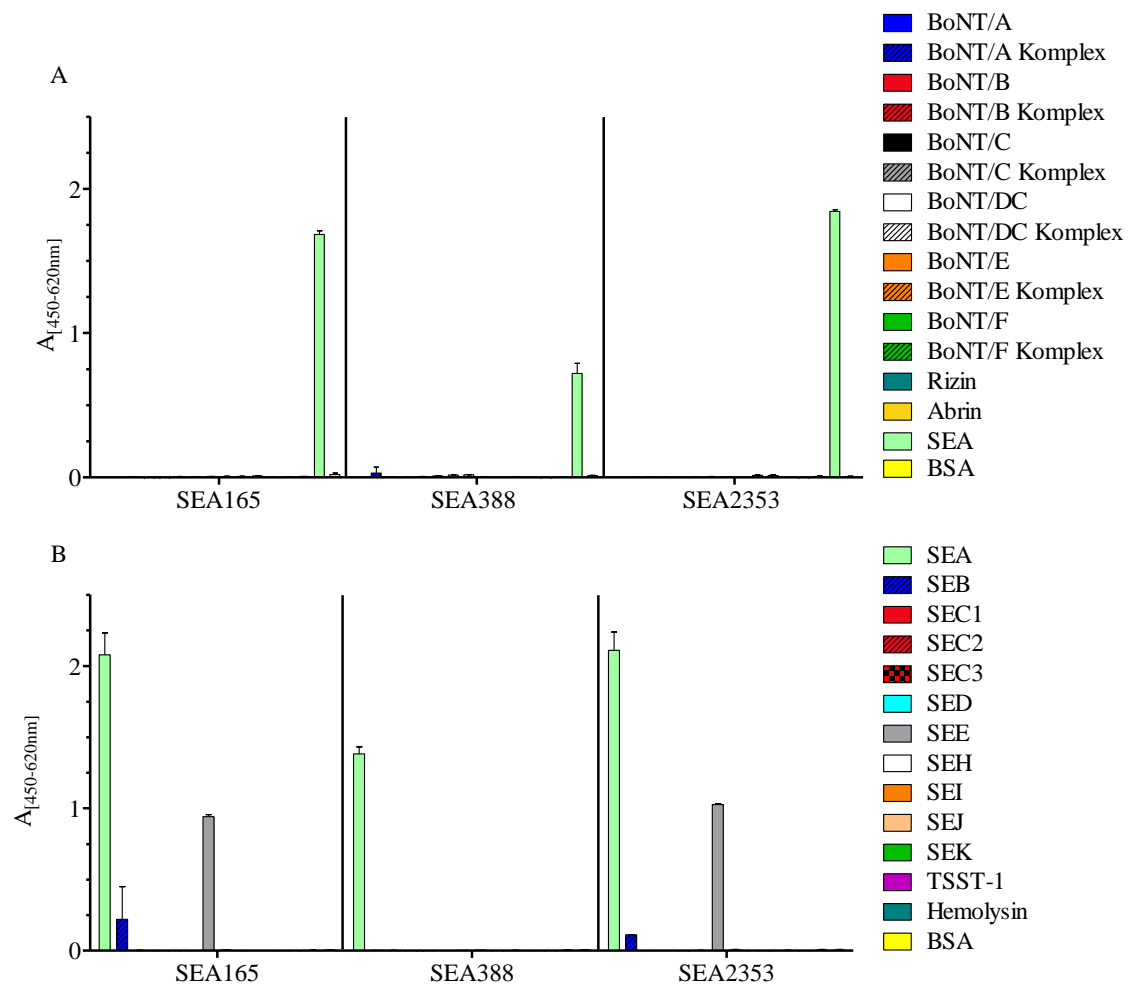 A
A[450-620nm]
2
1
0
SEA165 SEA388 SEA2353
BoNT/A
BoNT/A Komplex
BoNT/B
BoNT/B Komplex
BoNT/C
BoNT/C Komplex
BoNT/DC
BoNT/DC Komplex
BoNT/E
BoNT/E Komplex
BoNT/F
BoNT/F Komplex
Rizin
Abrin
SEA
BSA
B
A[450-620nm]
2
1
0
SEA165 SEA388 SEA2353
SEA
SEB
SEC1
SEC2
SEC3
SED
SEE
SEH
SEI
SEJ
SEK
TSST-1
Hemolysin
BSA